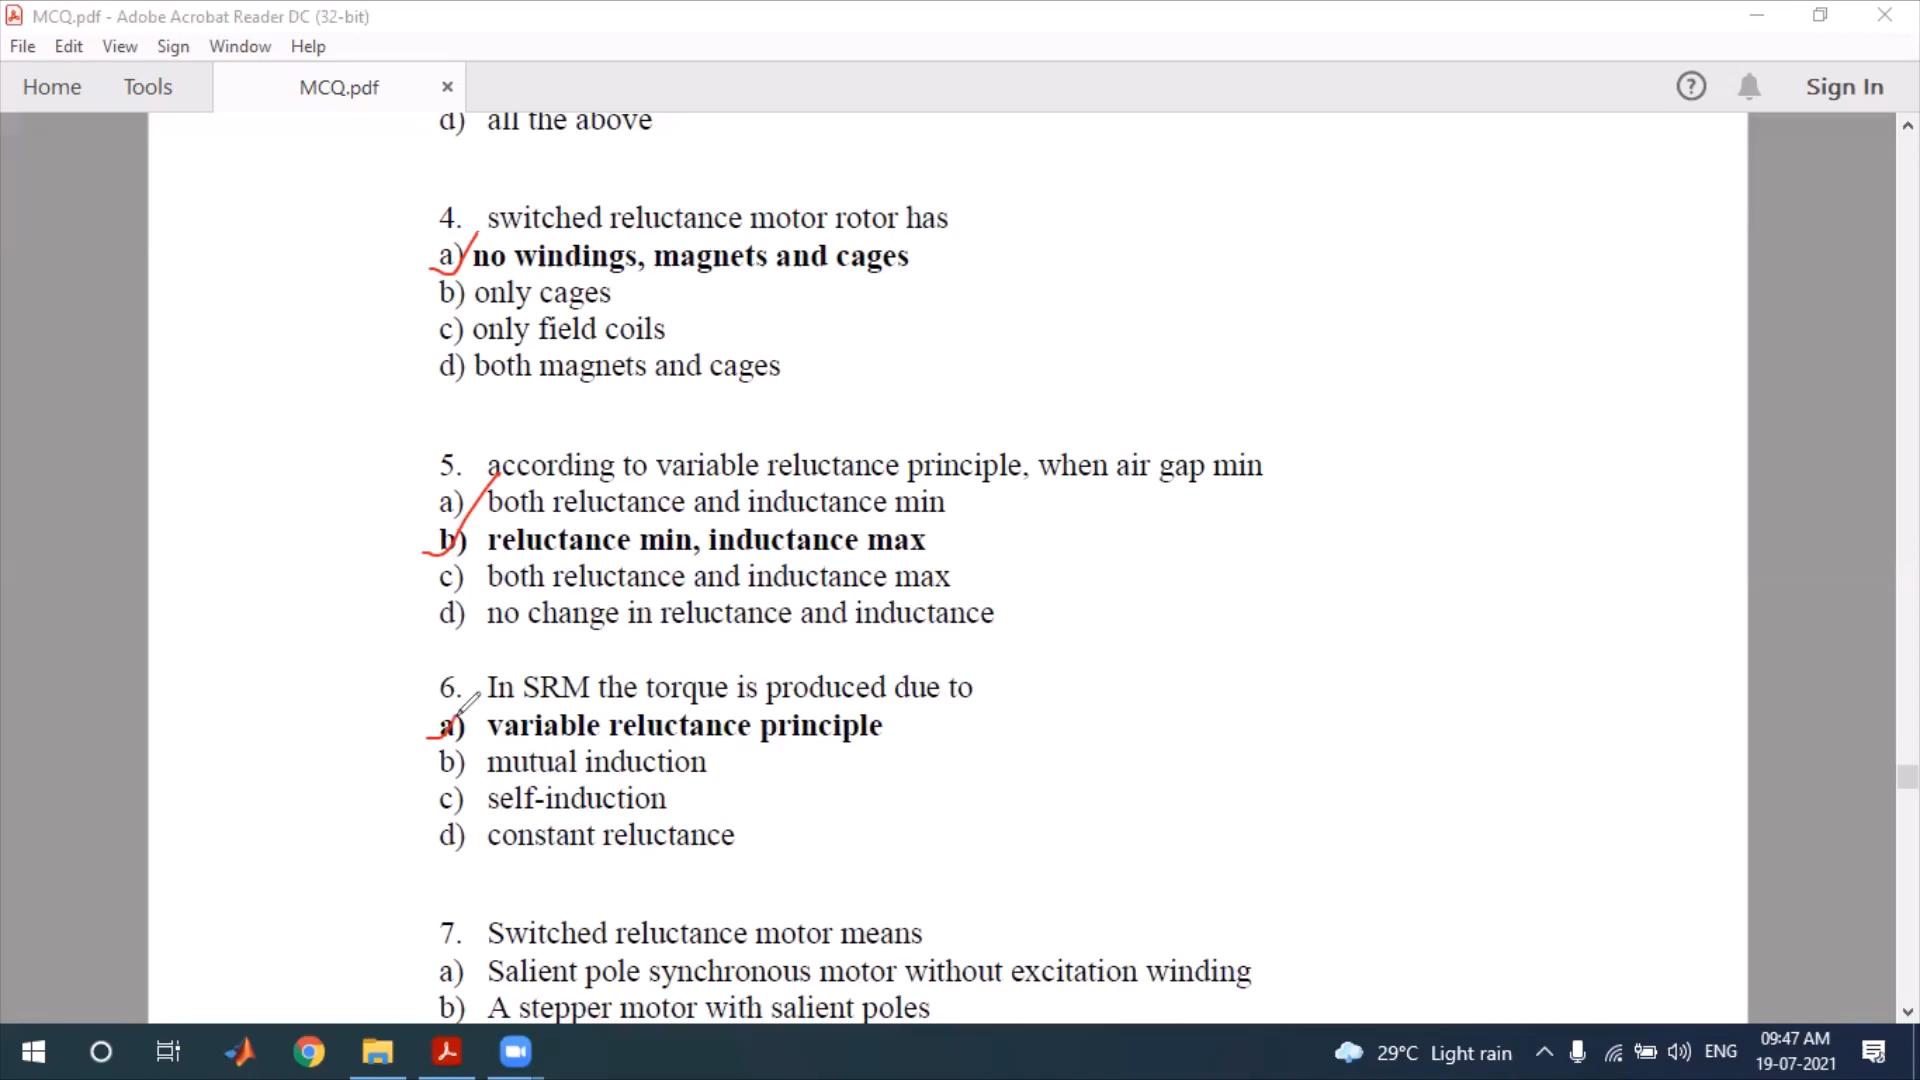 MCQ.pdf - Adobe Acrobat Reader DC (32-bit)
File Edit View Sign Window Help
Home Tools MCQ.pdf × ? Sign In
d) all the above
4. switched reluctance motor rotor has
a) no windings, magnets and cages
b) only cages
c) only field coils
d) both magnets and cages
5. according to variable reluctance principle, when air gap min
a) both reluctance and inductance min
b) reluctance min, inductance max
c) both reluctance and inductance max
d) no change in reluctance and inductance
6. In SRM the torque is produced due to
a) variable reluctance principle
b) mutual induction
c) self-induction
d) constant reluctance
7. Switched reluctance motor means
a) Salient pole synchronous motor without excitation winding
b) A stepper motor with salient poles
29°C Light rain ENG 09:47 AM
19-07-2021